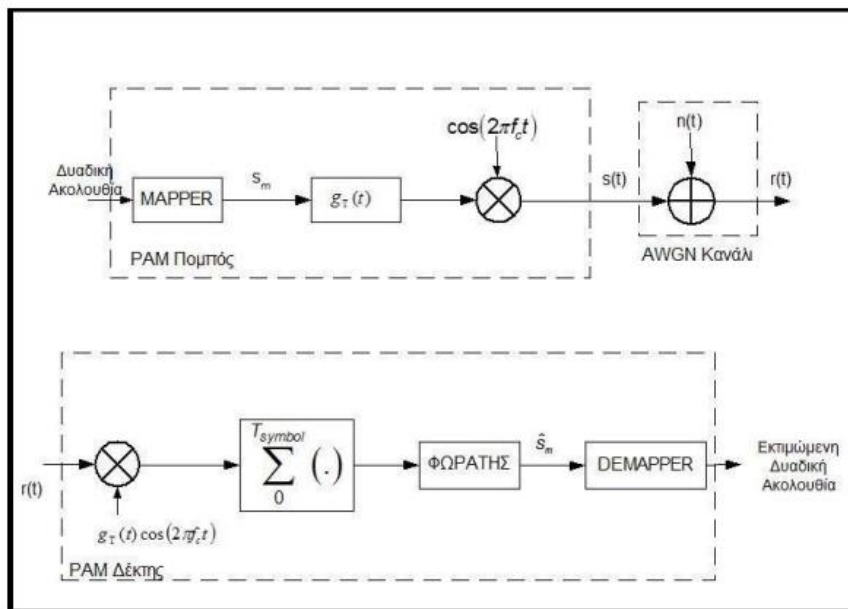 cos(2πf_c t)
n(t)
Δυαδική
Ακολουθία
s_m
s(t)
r(t)
MAPPER
g_T(t)
PAM Πομπός
AWGN Κανάλι
T_symbol
∑ (.)
0
ΦΩΡΑΤΗΣ
ŝ_m
DEMAPPER
Εκτιμώμενη
Δυαδική
Ακολουθία
r(t)
g_T(t)cos(2πf_c t)
PAM Δέκτης